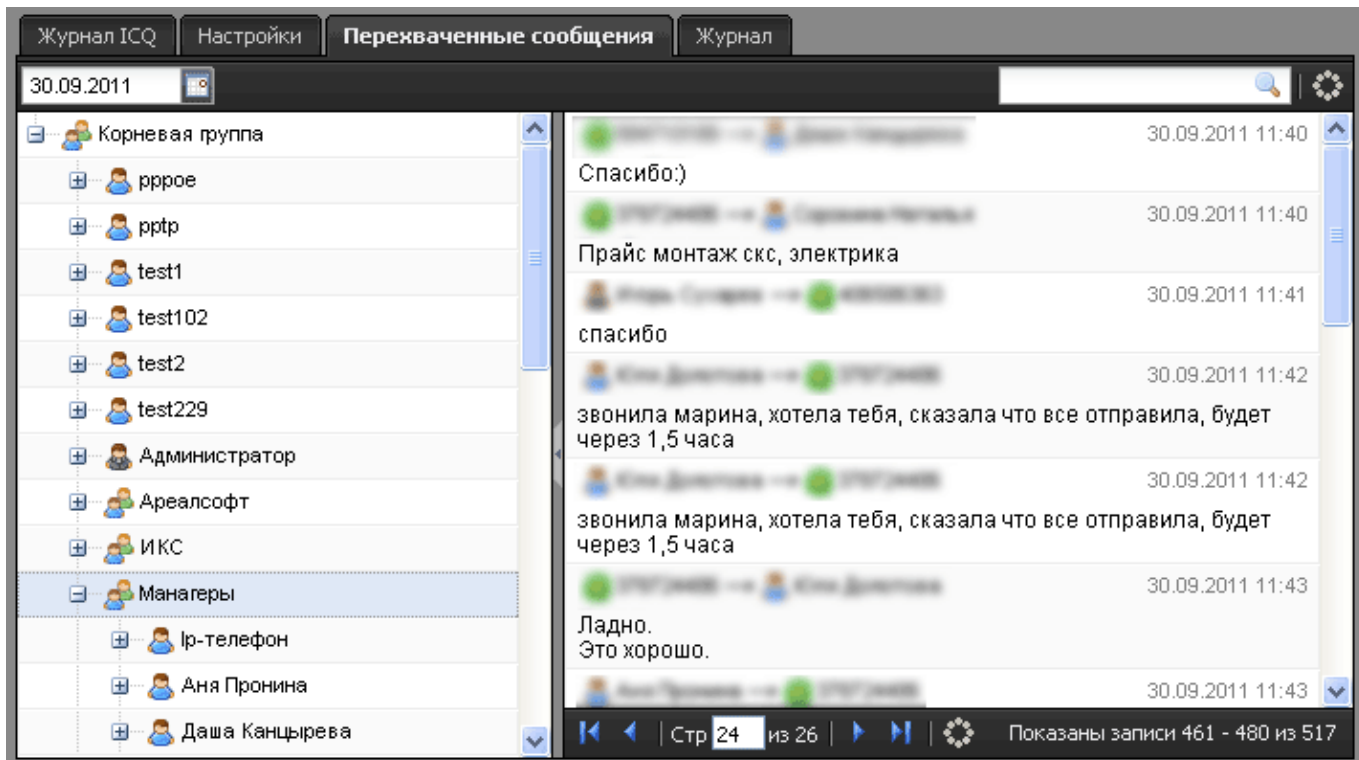 Журнал ICQ
Настройки
Перехваченные сообщения
Журнал
30.09.2011
Корневая группа
pppoe
pptp
test1
test102
test2
test229
Администратор
Ареалсофт
ИКС
Манагеры
Ip-телефон
Аня Пронина
Даша Канцырева
30.09.2011 11:40
Спасибо:)
30.09.2011 11:40
Прайс монтаж скс, электрика
30.09.2011 11:41
спасибо
30.09.2011 11:42
звонила марина, хотела тебя, сказала что все отправила, будет
через 1,5 часа
30.09.2011 11:42
звонила марина, хотела тебя, сказала что все отправила, будет
через 1,5 часа
30.09.2011 11:43
Ладно.
Это хорошо.
30.09.2011 11:43
Стр 24 из 26
Показаны записи 461 - 480 из 517